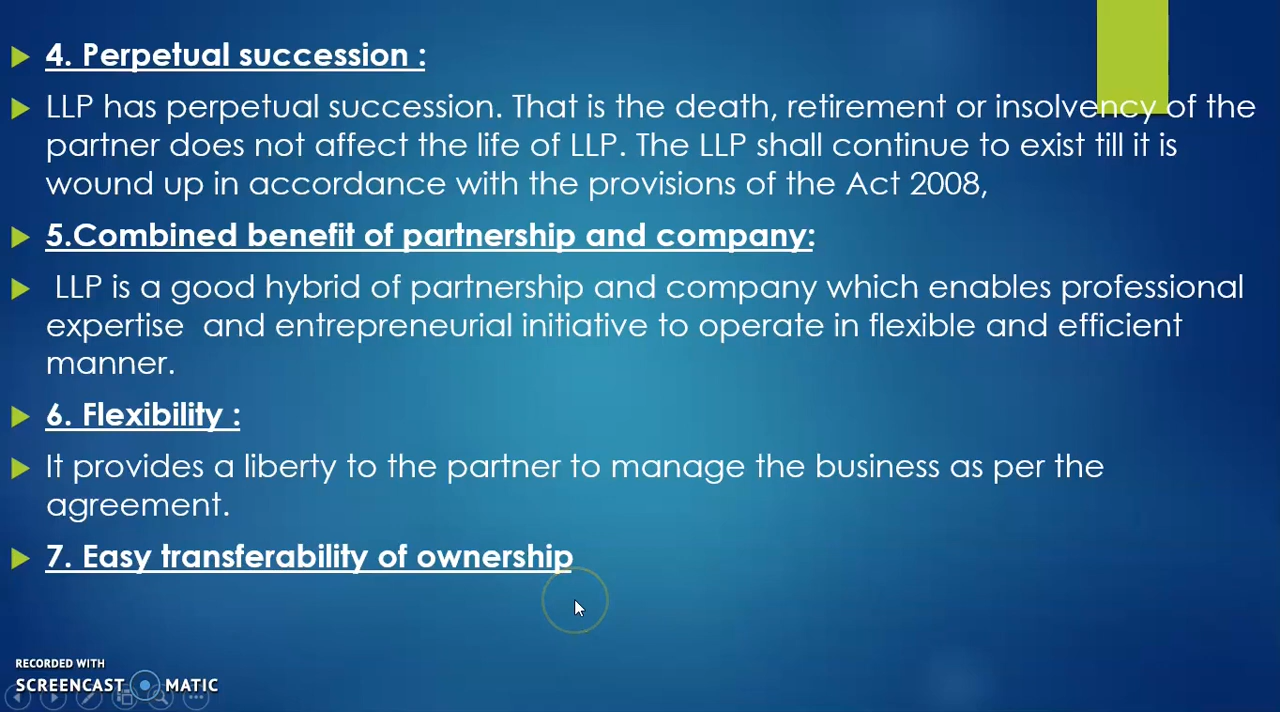 4. Perpetual succession :
LLP has perpetual succession. That is the death, retirement or insolvency of the
partner does not affect the life of LLP. The LLP shall continue to exist till it is
wound up in accordance with the provisions of the Act 2008,
5.Combined benefit of partnership and company:
LLP is a good hybrid of partnership and company which enables professional
expertise and entrepreneurial initiative to operate in flexible and efficient
manner.
6. Flexibility :
It provides a liberty to the partner to manage the business as per the
agreement.
7. Easy transferability of ownership
RECORDED WITH
SCREENCAST MATIC